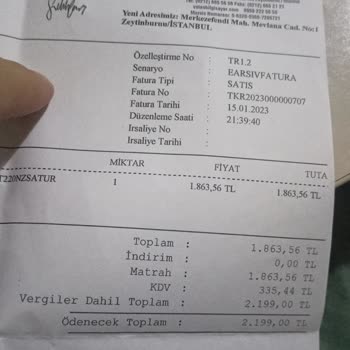 Yeni Adresimiz: Merkezefendi Mah. Mevlana Cad. No:1
Zeytinburnu/İSTANBUL
Özelleştirme No : TR1.2
Senaryo : EARSIVFATURA
Fatura Tipi : SATIS
Fatura No : TKR2023000000707
Fatura Tarihi : 15.01.2023
Düzenleme Saati : 21:39:40
İrsaliye No :
İrsaliye Tarihi :
MİKTAR FİYAT TUTA
T220NZSATUR 1 1.863,56 TL 1.863,56 TL
Toplam : 1.863,56 TL
İndirim : 0,00 TL
Matrah : 1.863,56 TL
KDV : 335,44 TL
Vergiler Dahil Toplam : 2.199,00 TL
Ödenecek Toplam : 2.199,00 TL